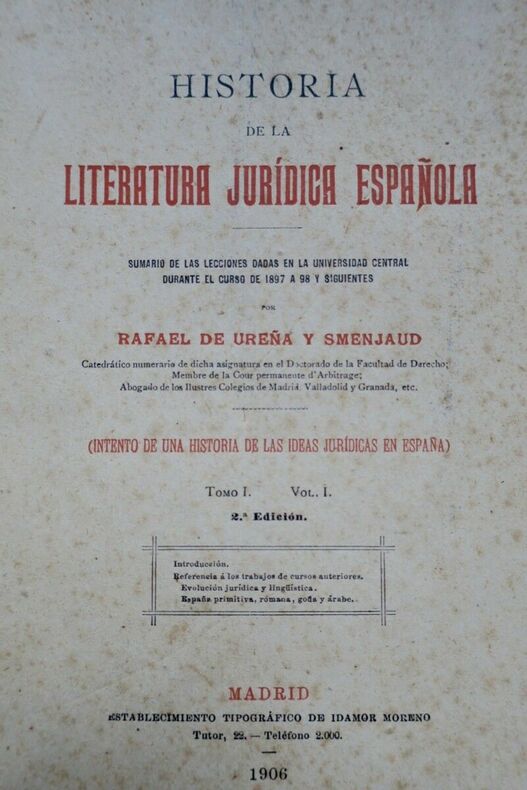 HISTORIA
DE LA
LITERATURA JURÍDICA ESPAÑOLA
SUMARIO DE LAS LECCIONES DADAS EN LA UNIVERSIDAD CENTRAL
DURANTE EL CURSO DE 1897 A 98 Y SIGUIENTES
POR
RAFAEL DE UREÑA Y SMENJAUD
Catedrático numerario de dicha asignatura en el Doctorado de la Facultad de Derecho;
Membre de la Cour permanente d'Arbitrage;
Abogado de los Ilustres Colegios de Madrid, Valladolid y Granada, etc.
(INTENTO DE UNA HISTORIA DE LAS IDEAS JURÍDICAS EN ESPAÑA)
TOMO I. VOL. I.
2.ª Edición.
Introducción.
Referencia á los trabajos de cursos anteriores.
Evolución jurídica y lingüística.
España primitiva, romana, goda y árabe.
MADRID
ESTABLECIMIENTO TIPOGRÁFICO DE IDAMOR MORENO
Tutor, 22. — Teléfono 2.000.
1906